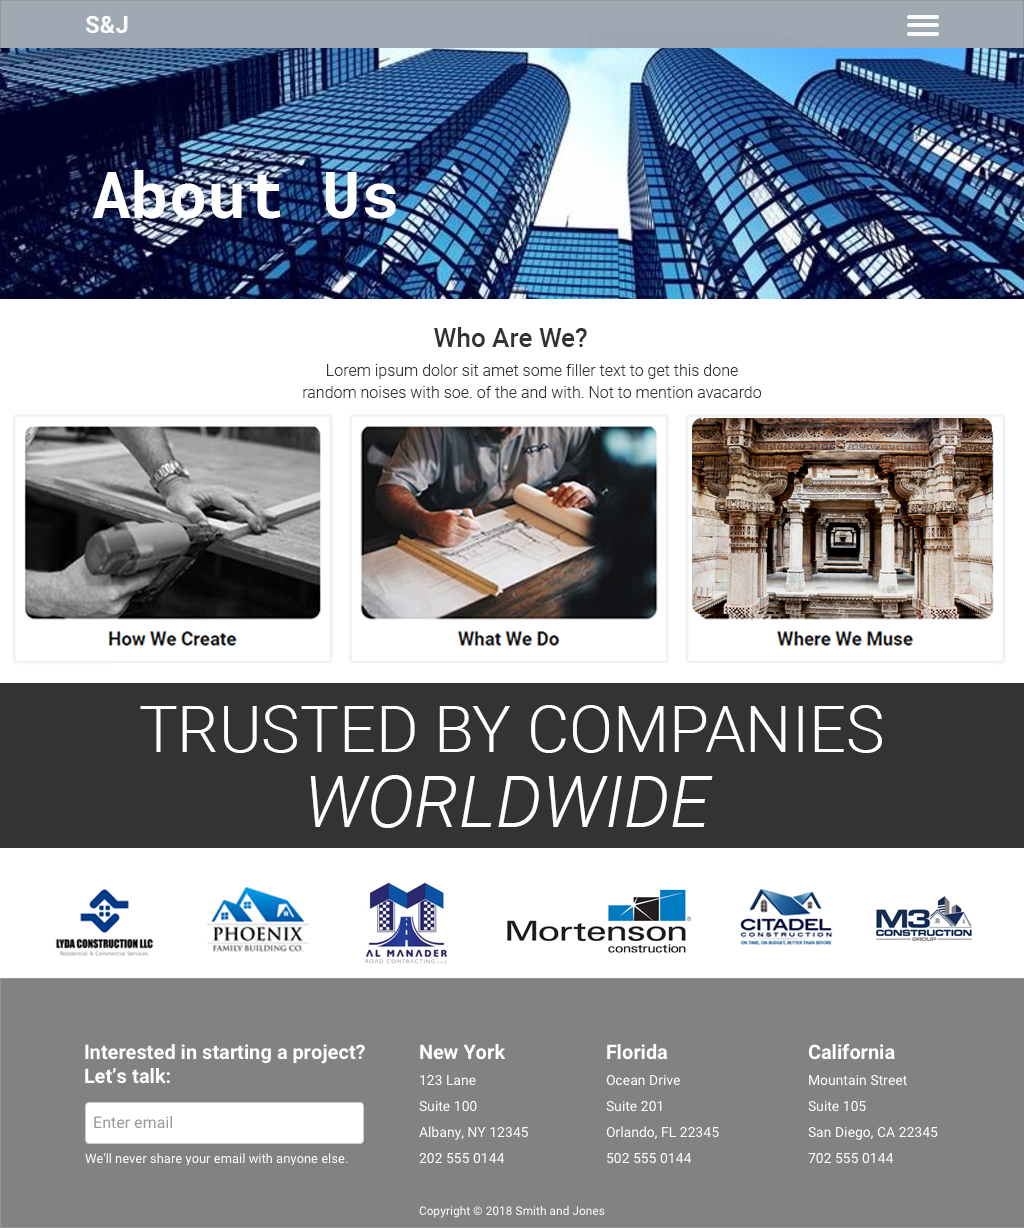 S&J
About Us
Who Are We?
Lorem ipsum dolor sit amet some filler text to get this done
random noises with soe. of the and with. Not to mention avacardo
How We Create
What We Do
Where We Muse
TRUSTED BY COMPANIES
WORLDWIDE
LYDA CONSTRUCTION LLC
Residential & Commercial Services
PHOENIX
FAMILY BUILDING CO.
AL MANADER
ROAD CONTRACTING
Mortenson®
construction
CITADEL
CONSTRUCTION
ON TIME, ON BUDGET, BETTER THAN BEFORE
M3
CONSTRUCTION
GROUP
Interested in starting a project?
Let’s talk:
Enter email
We'll never share your email with anyone else.
New York
123 Lane
Suite 100
Albany, NY 12345
202 555 0144
Florida
Ocean Drive
Suite 201
Orlando, FL 22345
502 555 0144
California
Mountain Street
Suite 105
San Diego, CA 22345
702 555 0144
Copyright © 2018 Smith and Jones